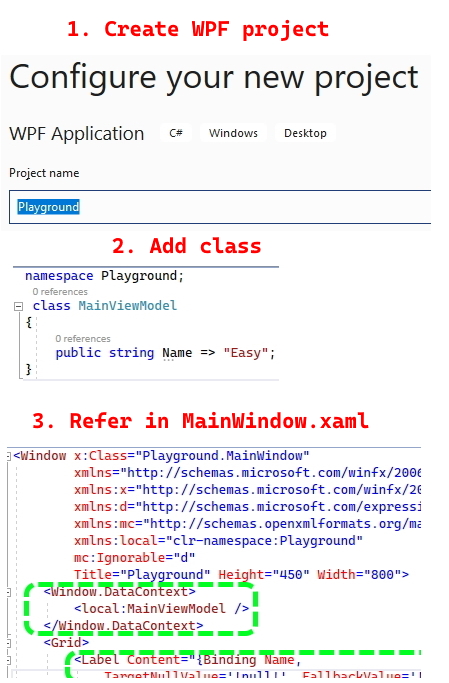 1. Create WPF project
Configure your new project
WPF Application C# Windows Desktop
Project name
Playground
2. Add class
namespace Playground;
0 references
class MainViewModel
{
0 references
public string Name => "Easy";
}
3. Refer in MainWindow.xaml
<Window x:Class="Playground.MainWindow"
xmlns="http://schemas.microsoft.com/winfx/2006
xmlns:x="http://schemas.microsoft.com/winfx/20
xmlns:d="http://schemas.microsoft.com/expressi
xmlns:mc="http://schemas.openxmlformats.org/ma
xmlns:local="clr-namespace:Playground"
mc:Ignorable="d"
Title="Playground" Height="450" Width="800">
<Window.DataContext>
<local:MainViewModel />
</Window.DataContext>
<Grid>
<Label Content="{Binding Name,
TargetNullValue='!null!', FallbackValue='!